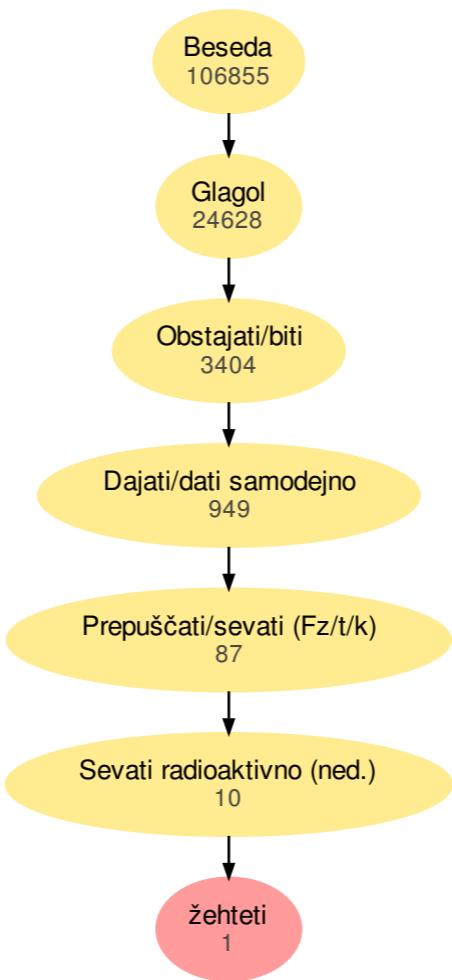 Beseda
106855
Glagol
24628
Obstajati/biti
3404
Dajati/dati samodejno
949
Prepuščati/sevati (Fz/t/k)
87
Sevati radioaktivno (ned.)
10
žehteti
1